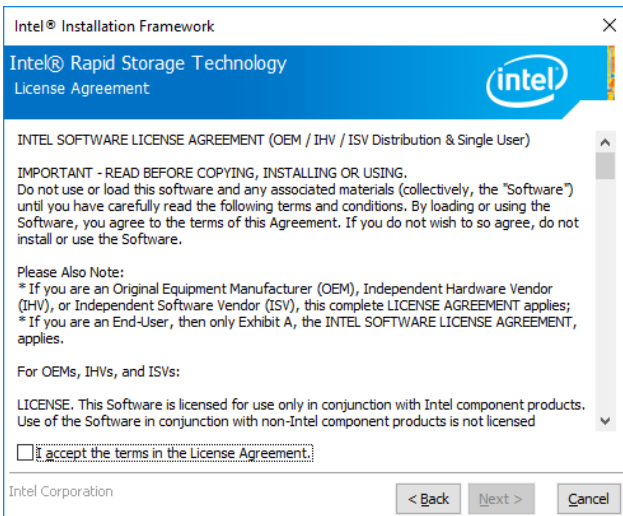 Intel® Installation Framework
Intel® Rapid Storage Technology
License Agreement
intel
INTEL SOFTWARE LICENSE AGREEMENT (OEM / IHV / ISV Distribution & Single User)
IMPORTANT - READ BEFORE COPYING, INSTALLING OR USING.
Do not use or load this software and any associated materials (collectively, the "Software")
until you have carefully read the following terms and conditions. By loading or using the
Software, you agree to the terms of this Agreement. If you do not wish to so agree, do not
install or use the Software.
Please Also Note:
* If you are an Original Equipment Manufacturer (OEM), Independent Hardware Vendor
(IHV), or Independent Software Vendor (ISV), this complete LICENSE AGREEMENT applies;
* If you are an End-User, then only Exhibit A, the INTEL SOFTWARE LICENSE AGREEMENT,
applies.
For OEMs, IHVs, and ISVs:
LICENSE. This Software is licensed for use only in conjunction with Intel component products.
Use of the Software in conjunction with non-Intel component products is not licensed
I accept the terms in the License Agreement.
Intel Corporation
< Back
Next >
Cancel